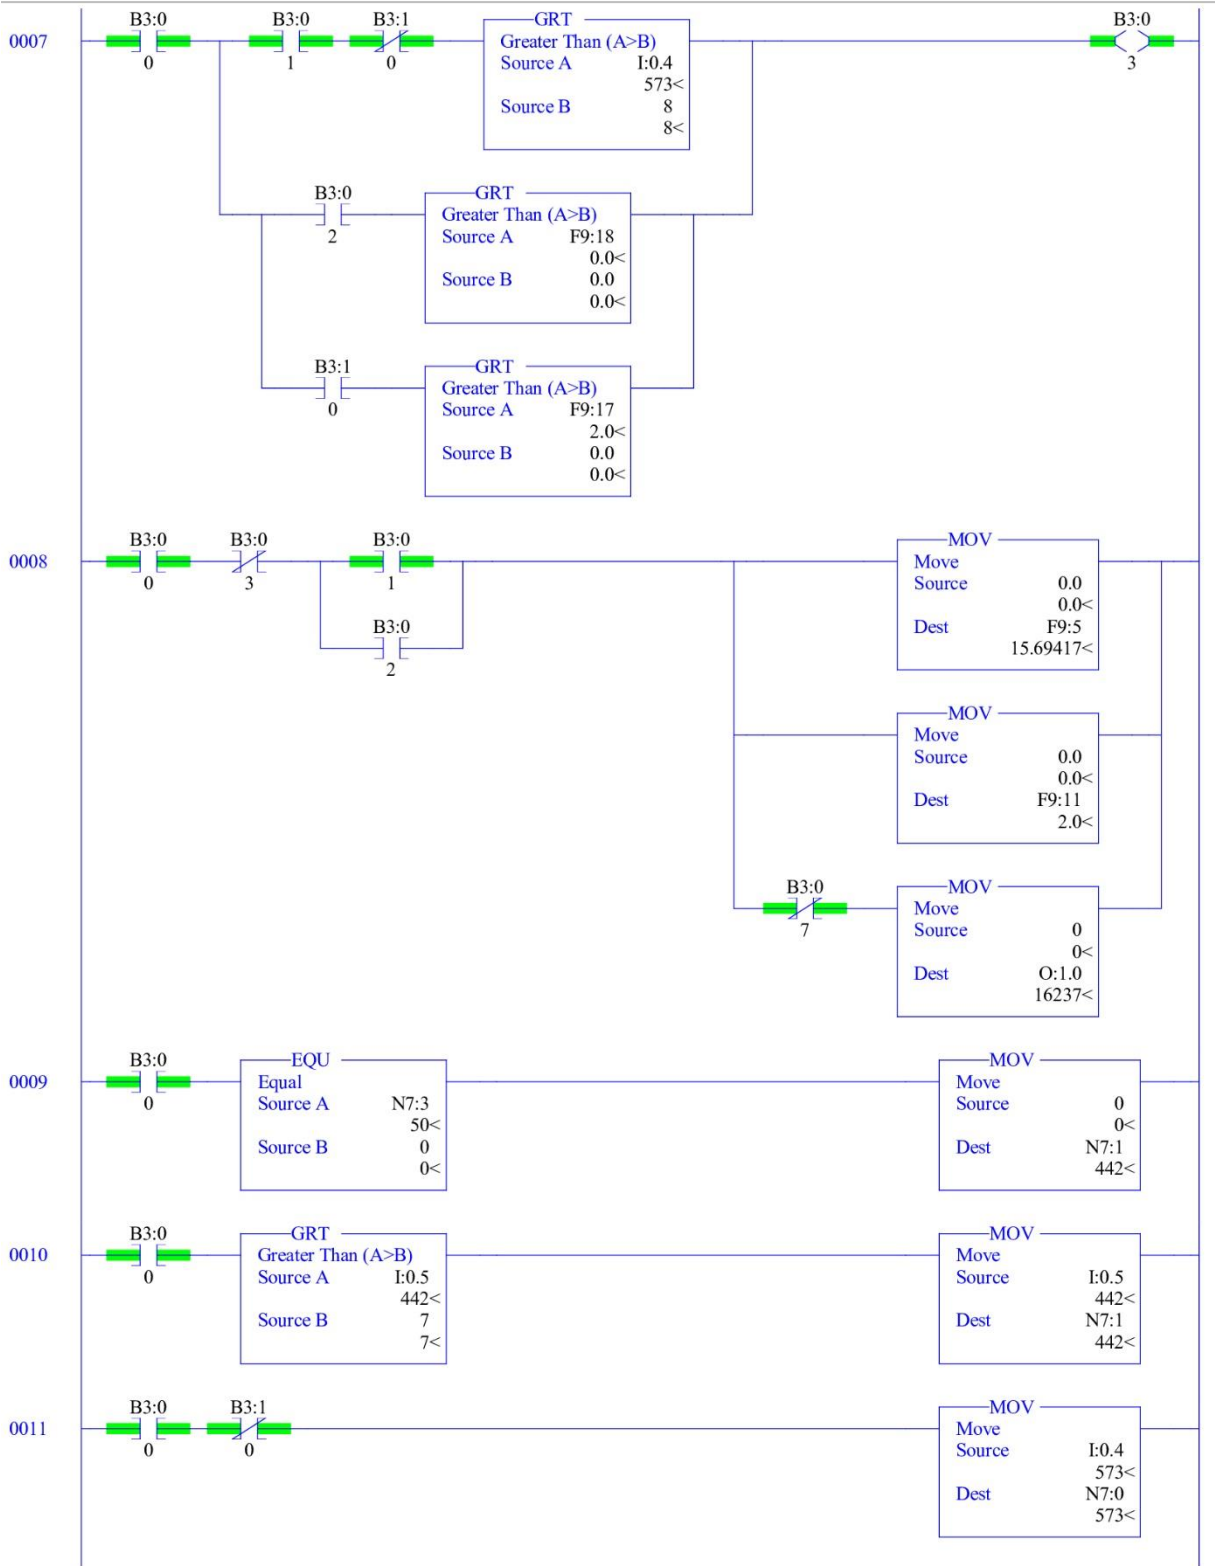 B3:0 B3:0 B3:1 GRT B3:0
0007 Greater Than (A>B)
0 1 0 Source A I:0.4 3
573<
Source B 8
8<
B3:0 GRT
Greater Than (A>B)
2 Source A F9:18
0.0<
Source B 0.0
0.0<
B3:1 GRT
Greater Than (A>B)
0 Source A F9:17
2.0<
Source B 0.0
0.0<
B3:0 B3:0 B3:0 MOV
0008 Move
0 3 1 Source 0.0
0.0<
B3:0 Dest F9:5
15.69417<
2
MOV
Move
Source 0.0
0.0<
Dest F9:11
2.0<
B3:0 MOV
Move
7 Source 0
0<
Dest O:1.0
16237<
B3:0 EQU MOV
0009 Equal Move
0 Source A N7:3 Source 0
50< 0<
Source B 0 Dest N7:1
0< 442<
B3:0 GRT MOV
0010 Greater Than (A>B) Move
0 Source A I:0.5 Source I:0.5
442< 442<
Source B 7 Dest N7:1
7< 442<
B3:0 B3:1 MOV
0011 Move
0 0 Source I:0.4
573<
Dest N7:0
573<